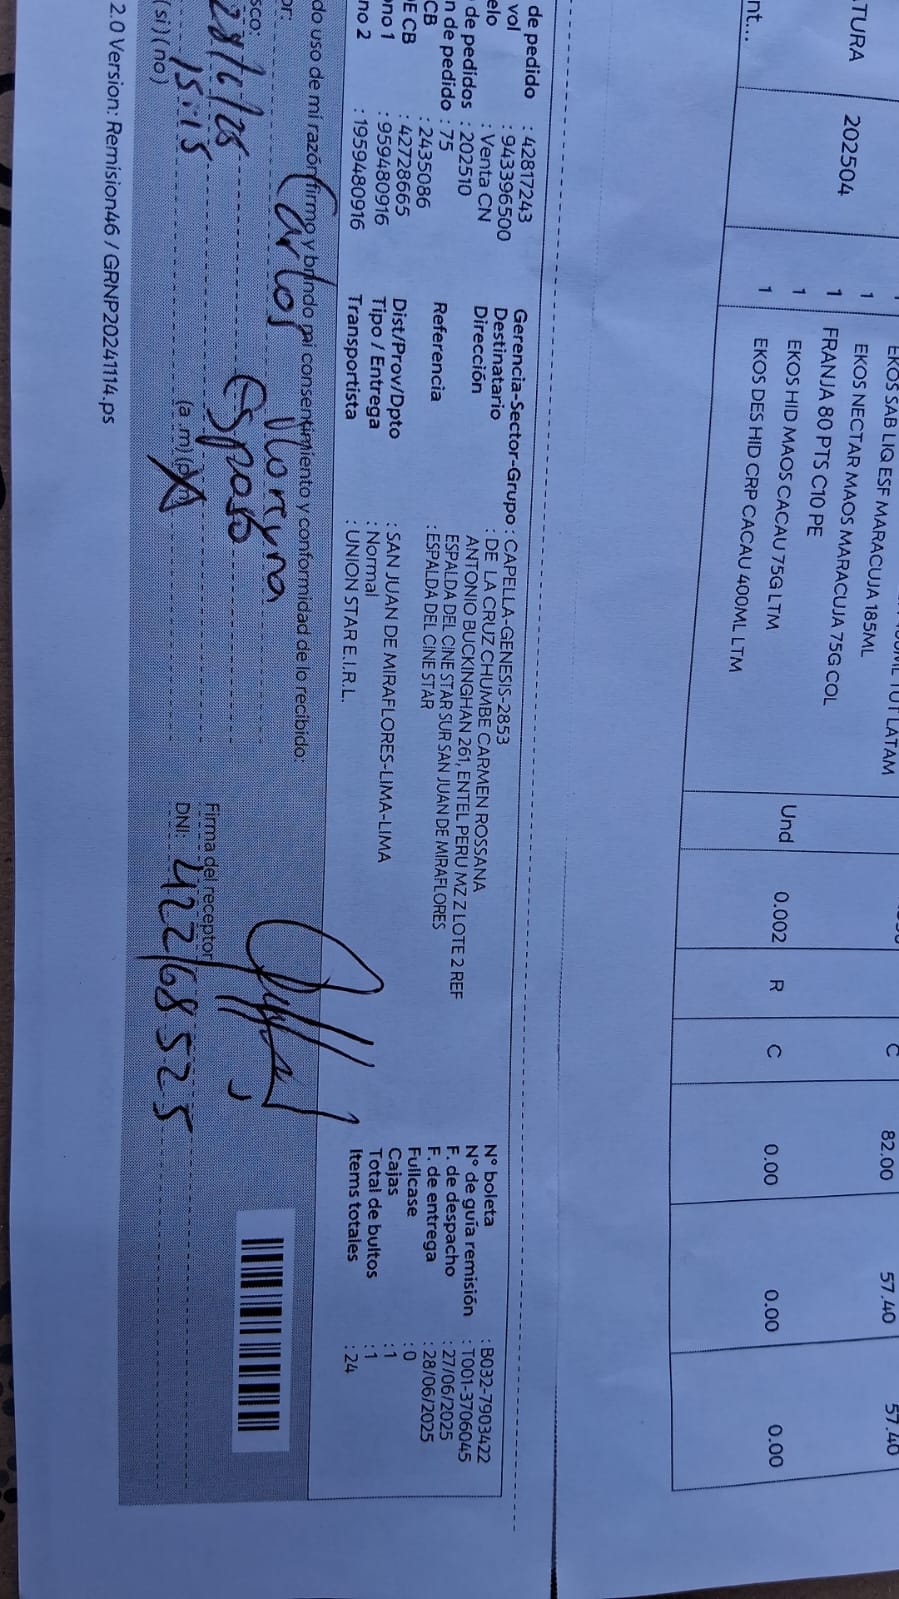 TURA 202504
1 EKOS SAB LIQ ESF MARACUJA 185ML C 82.00 57.40 57.40
1 EKOS NECTAR MAOS MARACUJA 75G COL
1 FRANJA 80 PTS C10 PE
1 EKOS HID MAOS CACAU 75G LTM Und 0.002 R C 0.00 0.00 0.00
nt... 1 EKOS DES HID CRP CACAU 400ML LTM
de pedido : 42817243 Gerencia-Sector-Grupo : CAPELLA-GENESIS-2853 N° boleta : B032-7903422
vol : 943396500 Destinatario : DE LA CRUZ CHUMBE CARMEN ROSSANA N° de guía remisión : T001-3706045
elo : Venta CN Dirección ANTONIO BUCKINGHAN 261, ENTEL PERU MZ Z LOTE 2 REF F. de despacho : 27/06/2025
de pedidos : 202510 ESPALDA DEL CINE STAR SUR SAN JUAN DE MIRAFLORES F. de entrega : 28/06/2025
n de pedido : 75 Referencia : ESPALDA DEL CINE STAR Fullcase : 0
CB : 2435086 Cajas : 1
E CB : 42728665 Dist/Prov/Dpto : SAN JUAN DE MIRAFLORES-LIMA-LIMA Total de bultos : 1
no 1 : 959480916 Tipo / Entrega : Normal Items totales : 24
no 2 : 1959480916 Transportista : UNION STAR E.I.R.L.
do uso de mi razón, firmo y brindo mi consentimiento y conformidad de lo recibido:
or: Carlos
sco: Esposo Firma del receptor
28/6/25
15:15 (a.m) DNI: 42268525
(si) (no)
2.0 Version: Remision46 / GRNP20241114.ps